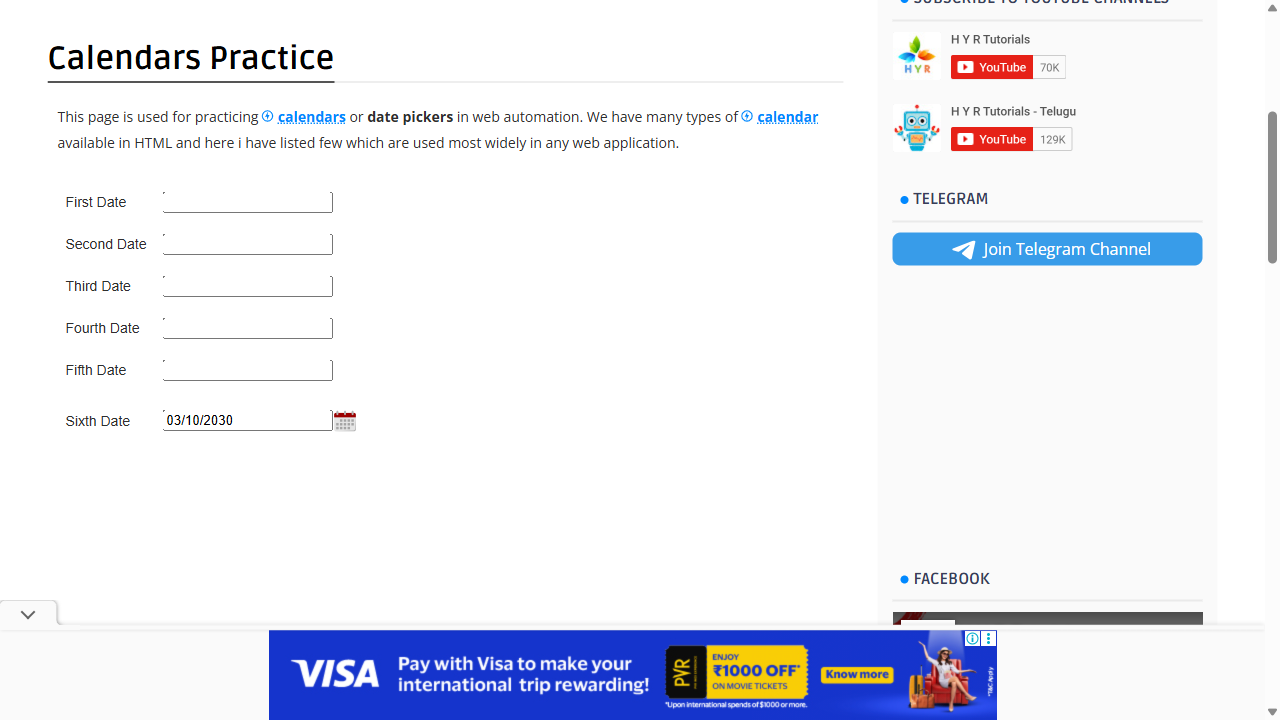 SUBSCRIBE TO YOUTUBE CHANNELS
Calendars Practice
This page is used for practicing calendars or date pickers in web automation. We have many types of calendar
available in HTML and here i have listed few which are used most widely in any web application.
First Date
Second Date
Third Date
Fourth Date
Fifth Date
Sixth Date 03/10/2030
H Y R Tutorials
HYR
YouTube 70K
H Y R Tutorials - Telugu
YouTube 129K
TELEGRAM
Join Telegram Channel
FACEBOOK
VISA
Pay with Visa to make your
international trip rewarding!
PVR
ENJOY
₹1000 OFF*
ON MOVIE TICKETS
*Upon international spends of $1000 or more.
Know more
*T&C Apply